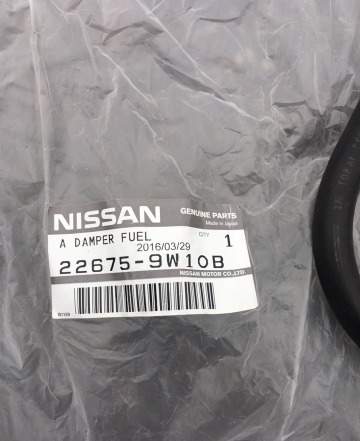 NISSAN GENUINE PARTS
Made in Japan
A DAMPER FUEL QTY 1
2016/03/29
22675-9W10B
NISSAN MOTOR CO.,LTD.